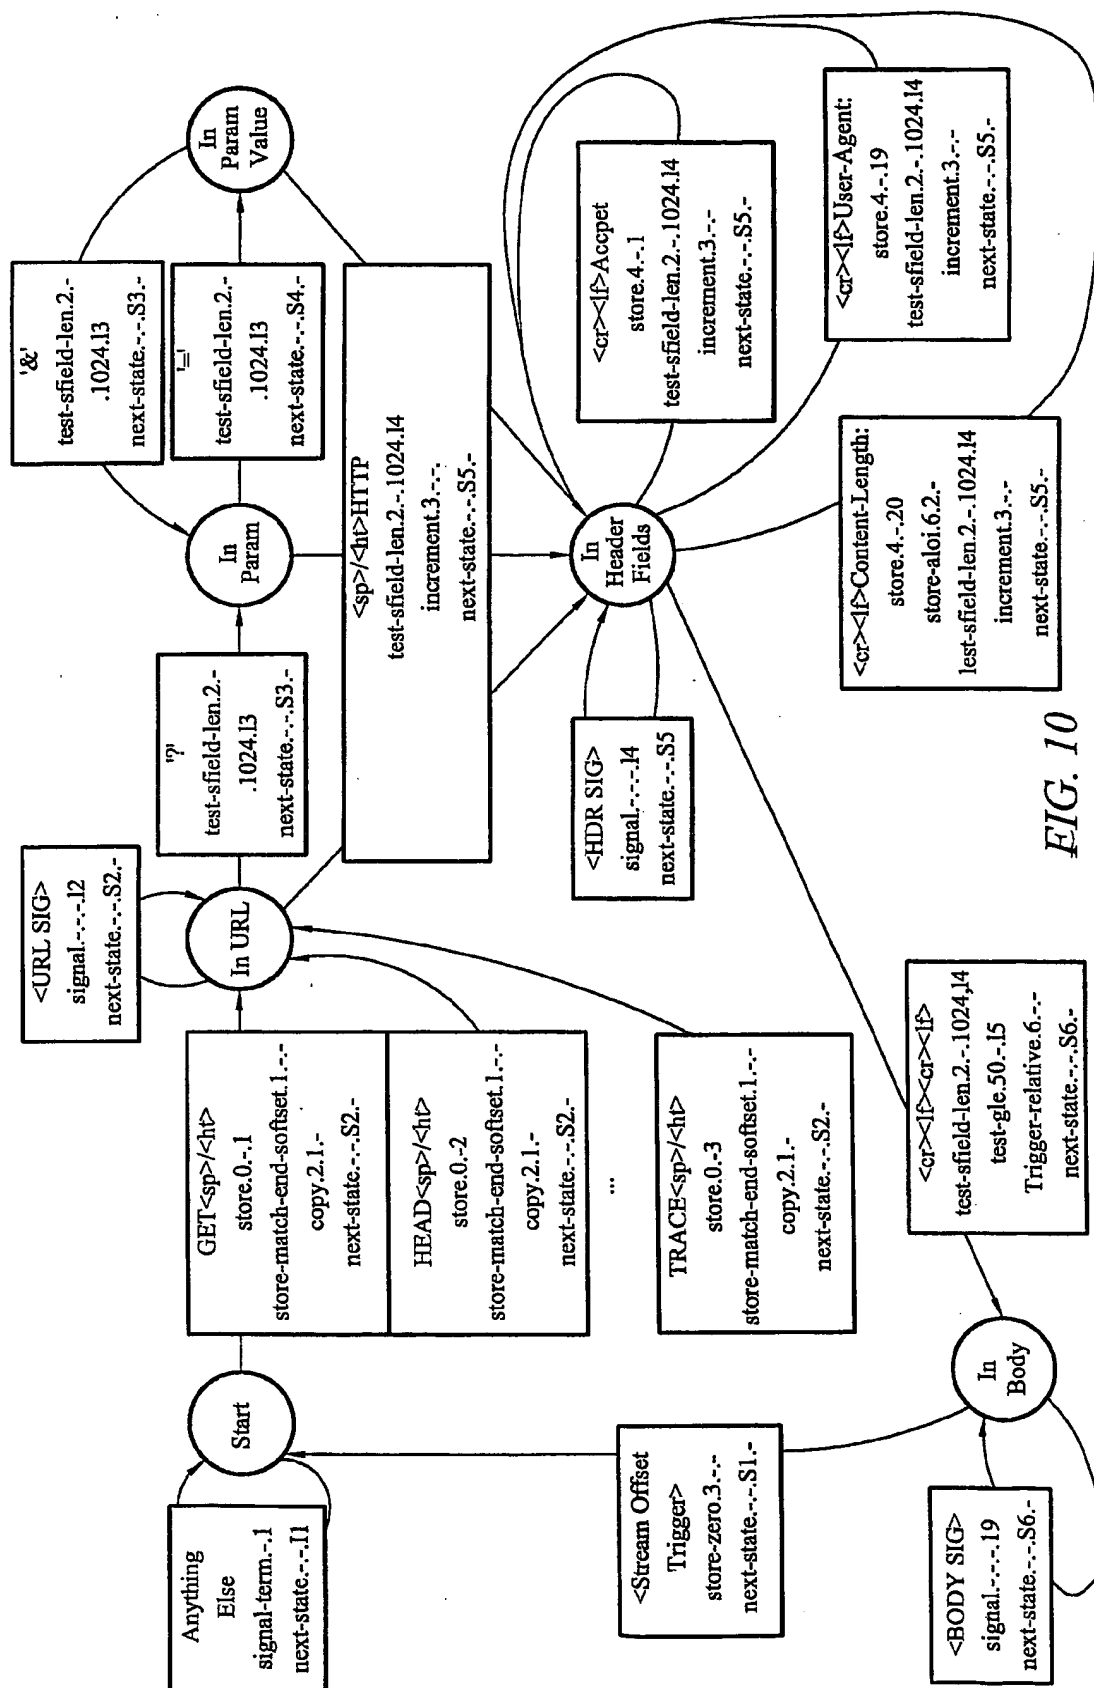 Anything
Else
signal-term.-.1
next-state.-.-.I1
Start
GET<sp>/<ht>
store.0.-.1
store-match-end-softset.1.-.-
copy.2.1.-
next-state.-.-.S2.-
HEAD<sp>/<ht>
store.0.-2
store-match-end-softset.1.-.-
copy.2.1.-
next-state.-.-.S2.-
...
TRACE<sp>/<ht>
store.0.-3
store-match-end-softset.1.-.-
copy.2.1.-
next-state.-.-.S2.-
<URL SIG>
signal.-.-.-.12
next-state.-.-.S2.-
In URL
'?'
test-sfield-len.2.-
.1024.13
next-state.-.-.S3.-
In
Param
'&'
test-sfield-len.2.-
.1024.13
next-state.-.-.S3.-
'='
test-sfield-len.2.-
.1024.13
next-state.-.-.S4.-
In
Param
Value
<sp>/<ht>HTTP
test-sfield-len.2.-.1024.14
increment.3.-.-.
next-state.-.-.S5.-
<HDR SIG>
signal.-.-.-.14
next-state.-.-.S5
In
Header
Fields
<cr><lf>Accpet
store.4.-.1
test-sfield-len.2.-.1024.14
increment.3.-.-
next-state.-.-.S5.-
<cr><lf>User-Agent:
store.4.-.19
test-sfield-len.2.-.1024.14
increment.3.-.-
next-state.-.-.S5.-
<cr><lf>Content-Length:
store.4.-.20
store-aloi.6.2.-
lest-sfield-len.2.-.1024.14
increment.3.-.-
next-state.-.-.S5.-
<Stream Offset
Trigger>
store-zero.3.-.-
next-state.-.-.S1.-
<BODY SIG>
signal.-.-.-.19
next-state.-.-.S6.-
In
Body
<cr><lf><cr><lf>
test-sfield-len.2.-.1024,14
test-gle.50.-.15
Trigger-relative.6.-.-
next-state.-.-.S6.-
FIG. 10